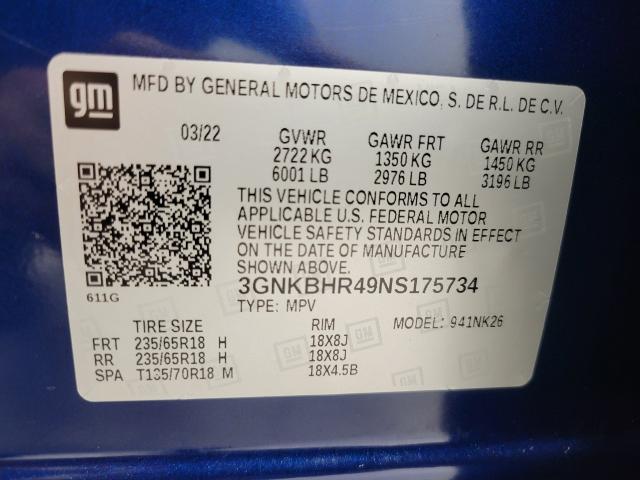 gm
MFD BY GENERAL MOTORS DE MEXICO, S. DE R.L. DE C.V.
03/22 GVWR GAWR FRT GAWR RR
2722 KG 1350 KG 1450 KG
6001 LB 2976 LB 3196 LB
THIS VEHICLE CONFORMS TO ALL
APPLICABLE U.S. FEDERAL MOTOR
VEHICLE SAFETY STANDARDS IN EFFECT
ON THE DATE OF MANUFACTURE
SHOWN ABOVE.
611G
3GNKBHR49NS175734
TYPE: MPV
TIRE SIZE RIM MODEL: 941NK26
FRT 235/65R18 H 18X8J
RR 235/65R18 H 18X8J
SPA T135/70R18 M 18X4.5B